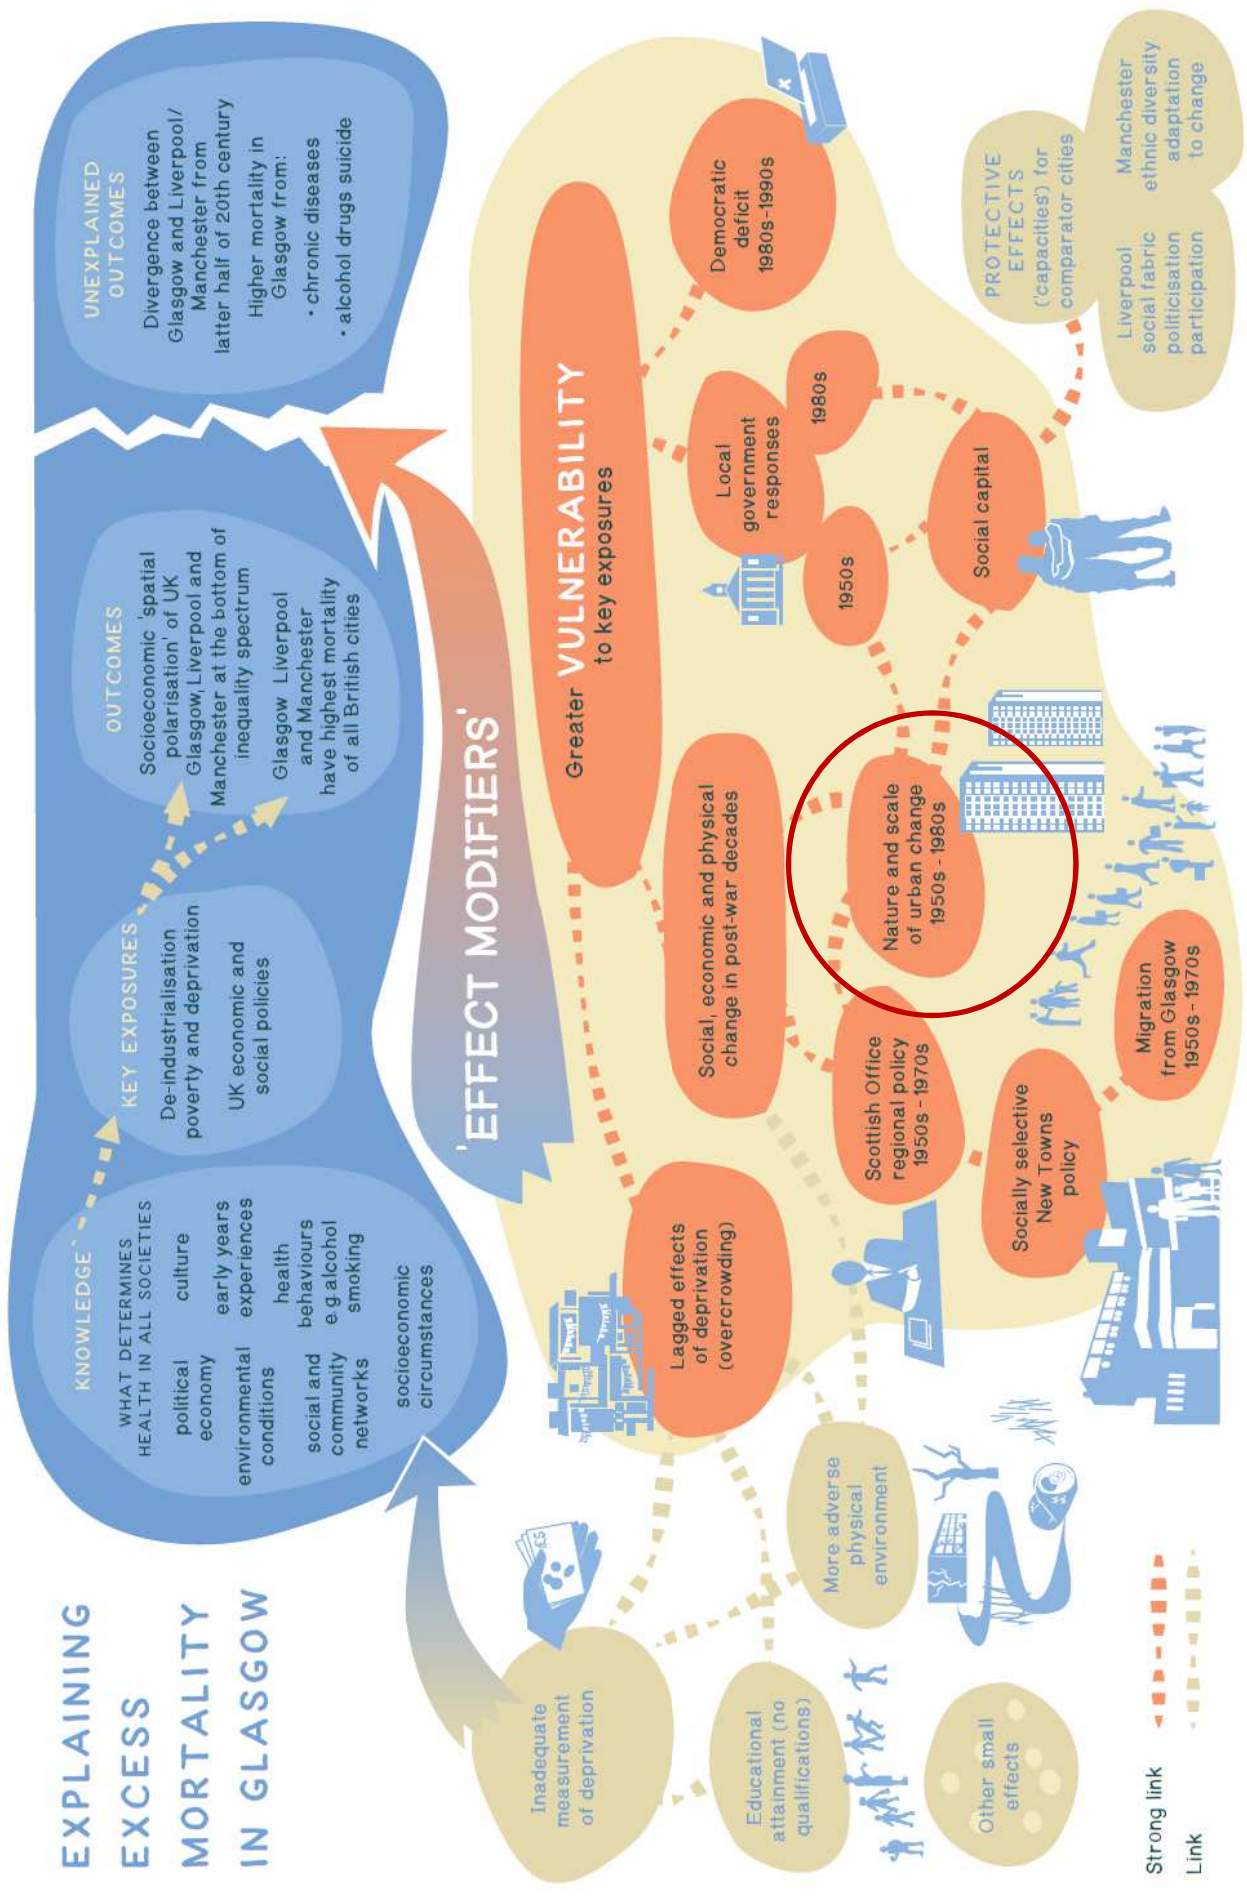 EXPLAINING
EXCESS
MORTALITY
IN GLASGOW
KNOWLEDGE
WHAT DETERMINES
HEALTH IN ALL SOCIETIES
political
economy
culture
environmental
conditions
early years
experiences
social and
community
networks
health
behaviours
e.g. alcohol
smoking
socioeconomic
circumstances
KEY EXPOSURES
De-industrialisation
poverty and deprivation
UK economic and
social policies
OUTCOMES
Socioeconomic 'spatial
polarisation' of UK
Glasgow, Liverpool and
Manchester at the bottom of
inequality spectrum
Glasgow Liverpool
and Manchester
have highest mortality
of all British cities
UNEXPLAINED
OUTCOMES
Divergence between
Glasgow and Liverpool/
Manchester from
latter half of 20th century
Higher mortality in
Glasgow from:
• chronic diseases
• alcohol drugs suicide
'EFFECT MODIFIERS'
Greater VULNERABILITY
to key exposures
Inadequate
measurement
of deprivation
£5
Educational
attainment (no
qualifications)
Other small
effects
More adverse
physical
environment
Lagged effects
of deprivation
(overcrowding)
Social, economic and physical
change in post-war decades
Scottish Office
regional policy
1950s - 1970s
Socially selective
New Towns
policy
Migration
from Glasgow
1950s - 1970s
Nature and scale
of urban change
1950s - 1980s
Local
government
responses
1950s
1980s
Social capital
Democratic
deficit
1980s-1990s
x
PROTECTIVE
EFFECTS
('capacities') for
comparator cities
Liverpool
social fabric
politicisation
participation
Manchester
ethnic diversity
adaptation
to change
Strong link
Link